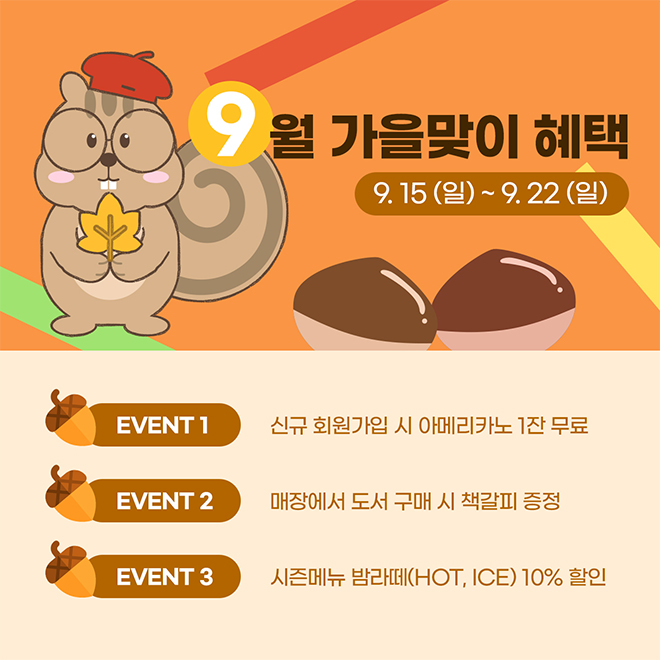 9월 가을맞이 혜택
9. 15 (일) ~ 9. 22 (일)
EVENT 1 신규 회원가입 시 아메리카노 1잔 무료
EVENT 2 매장에서 도서 구매 시 책갈피 증정
EVENT 3 시즌메뉴 밤라떼(HOT, ICE) 10% 할인